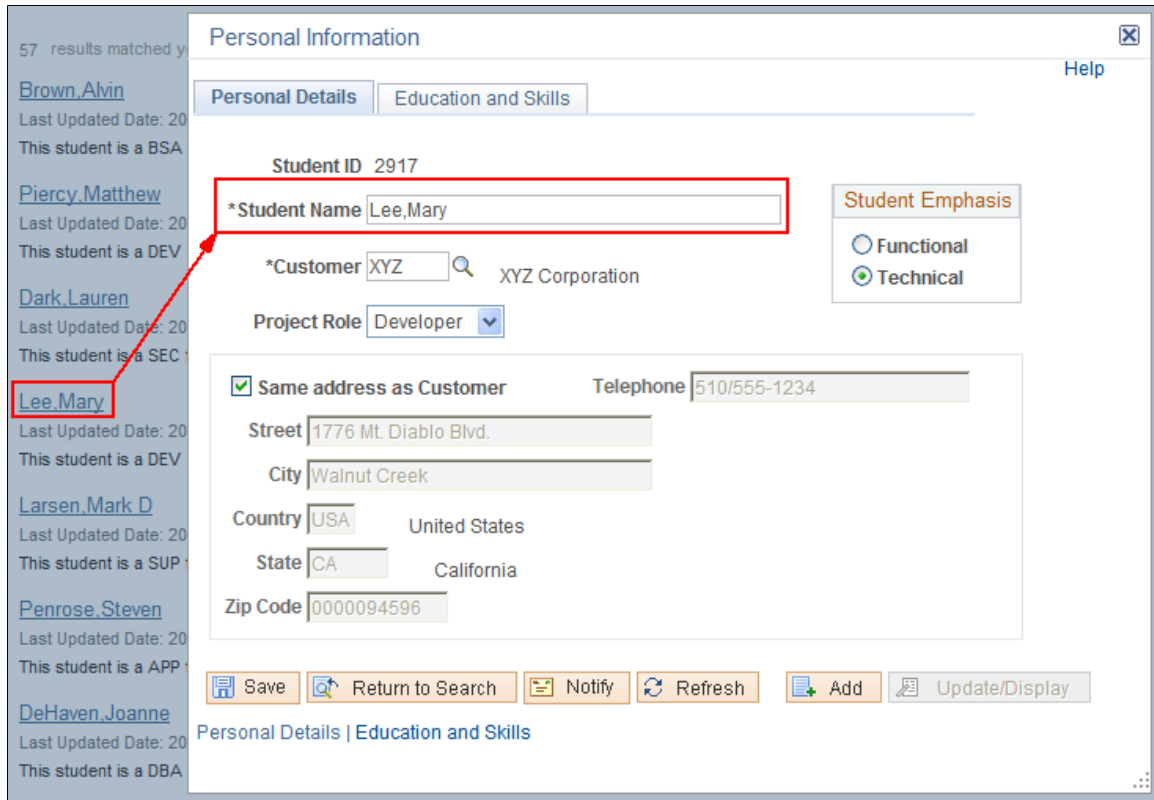 57 results matched y
Brown,Alvin
Last Updated Date: 20
This student is a BSA
Piercy,Matthew
Last Updated Date: 20
This student is a DEV
Dark,Lauren
Last Updated Date: 20
This student is a SEC
Lee,Mary
Last Updated Date: 20
This student is a DEV
Larsen,Mark D
Last Updated Date: 20
This student is a SUP
Penrose,Steven
Last Updated Date: 20
This student is a APP
DeHaven,Joanne
Last Updated Date: 20
This student is a DBA
Personal Information
Help
Personal Details Education and Skills
Student ID 2917
*Student Name Lee,Mary
*Customer XYZ XYZ Corporation
Project Role Developer
Student Emphasis
Functional
Technical
Same address as Customer Telephone 510/555-1234
Street 1776 Mt. Diablo Blvd.
City Walnut Creek
Country USA United States
State CA California
Zip Code 0000094596
Save Return to Search Notify Refresh Add Update/Display
Personal Details | Education and Skills